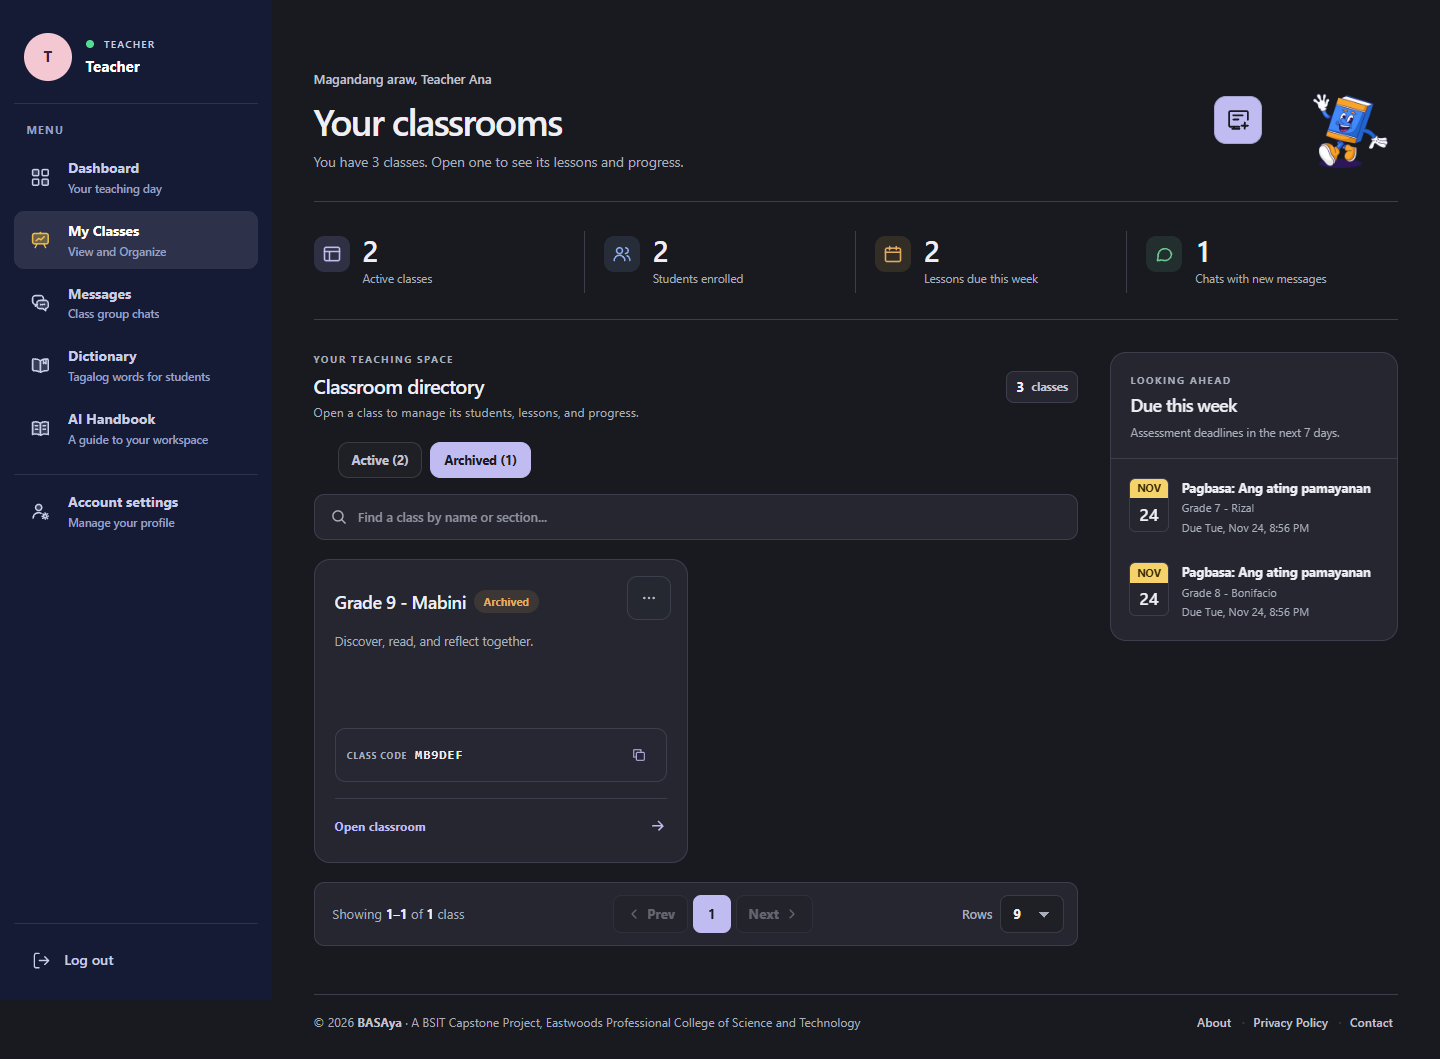 T
TEACHER
Teacher
MENU
Dashboard
Your teaching day
My Classes
View and Organize
Messages
Class group chats
Dictionary
Tagalog words for students
AI Handbook
A guide to your workspace
Account settings
Manage your profile
Log out
Magandang araw, Teacher Ana
Your classrooms
You have 3 classes. Open one to see its lessons and progress.
2
Active classes
2
Students enrolled
2
Lessons due this week
1
Chats with new messages
YOUR TEACHING SPACE
Classroom directory
Open a class to manage its students, lessons, and progress.
3 classes
Active (2)
Archived (1)
Find a class by name or section...
Grade 9 - Mabini
Archived
Discover, read, and reflect together.
CLASS CODE MB9DEF
Open classroom
Showing 1–1 of 1 class
Prev
1
Next
Rows
9
LOOKING AHEAD
Due this week
Assessment deadlines in the next 7 days.
NOV
24
Pagbasa: Ang ating pamayanan
Grade 7 - Rizal
Due Tue, Nov 24, 8:56 PM
NOV
24
Pagbasa: Ang ating pamayanan
Grade 8 - Bonifacio
Due Tue, Nov 24, 8:56 PM
© 2026 BASAya · A BSIT Capstone Project, Eastwoods Professional College of Science and Technology
About · Privacy Policy · Contact